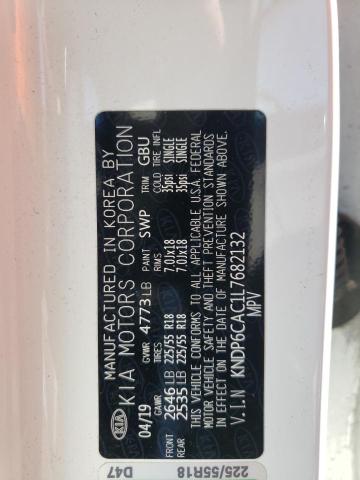 MANUFACTURED IN KOREA BY
KIA KIA MOTORS CORPORATION
04/19 GVWR 4773 LB PAINT SWP TRIM GBU
GAWR TIRES RIMS COLD TIRE INFL
FRONT 2646 LB 225/55 R18 7.0Jx18 35psi SINGLE
REAR 2535 LB 225/55 R18 7.0Jx18 35psi SINGLE
THIS VEHICLE CONFORMS TO ALL APPLICABLE U.S.A. FEDERAL
MOTOR VEHICLE SAFETY AND THEFT PREVENTION STANDARDS
IN EFFECT ON THE DATE OF MANUFACTURE SHOWN ABOVE.
V.I.N KNDP6CAC1L7682132
MPV
D47
225/55R18